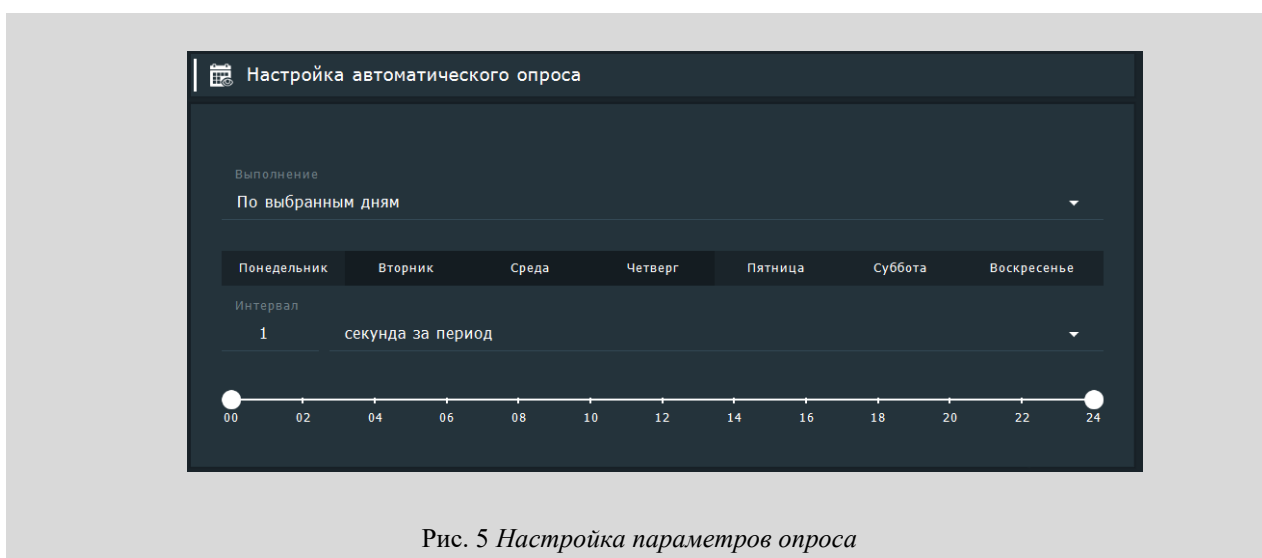 Настройка автоматического опроса
Выполнение
По выбранным дням
Понедельник Вторник Среда Четверг Пятница Суббота Воскресенье
Интервал
1 секунда за период
00 02 04 06 08 10 12 14 16 18 20 22 24
Рис. 5 Настройка параметров опроса